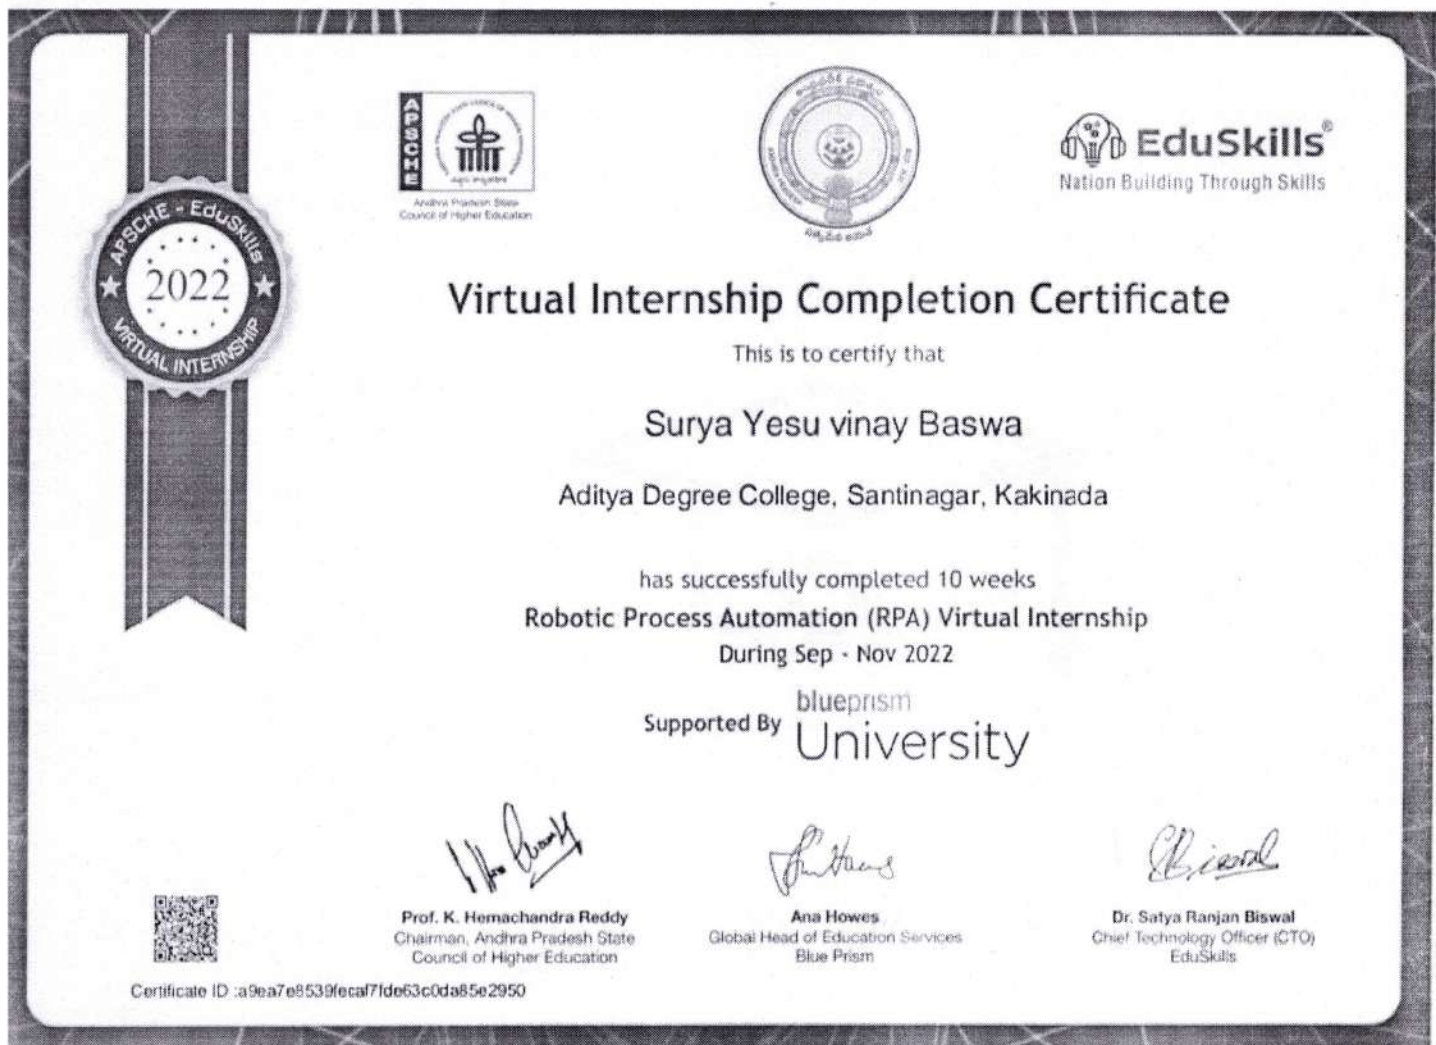 APSCHE
Andhra Pradesh State
Council of Higher Education
EduSkills®
Nation Building Through Skills
APSCHE - EduSkills
2022
VIRTUAL INTERNSHIP
Virtual Internship Completion Certificate
This is to certify that
Surya Yesu vinay Baswa
Aditya Degree College, Santinagar, Kakinada
has successfully completed 10 weeks
Robotic Process Automation (RPA) Virtual Internship
During Sep - Nov 2022
Supported By
blueprism
University
Prof. K. Hemachandra Reddy
Chairman, Andhra Pradesh State
Council of Higher Education
Ana Howes
Global Head of Education Services
Blue Prism
Dr. Satya Ranjan Biswal
Chief Technology Officer (CTO)
EduSkills
Certificate ID :a9ea7e8539fecaf7fde63c0da85e2950